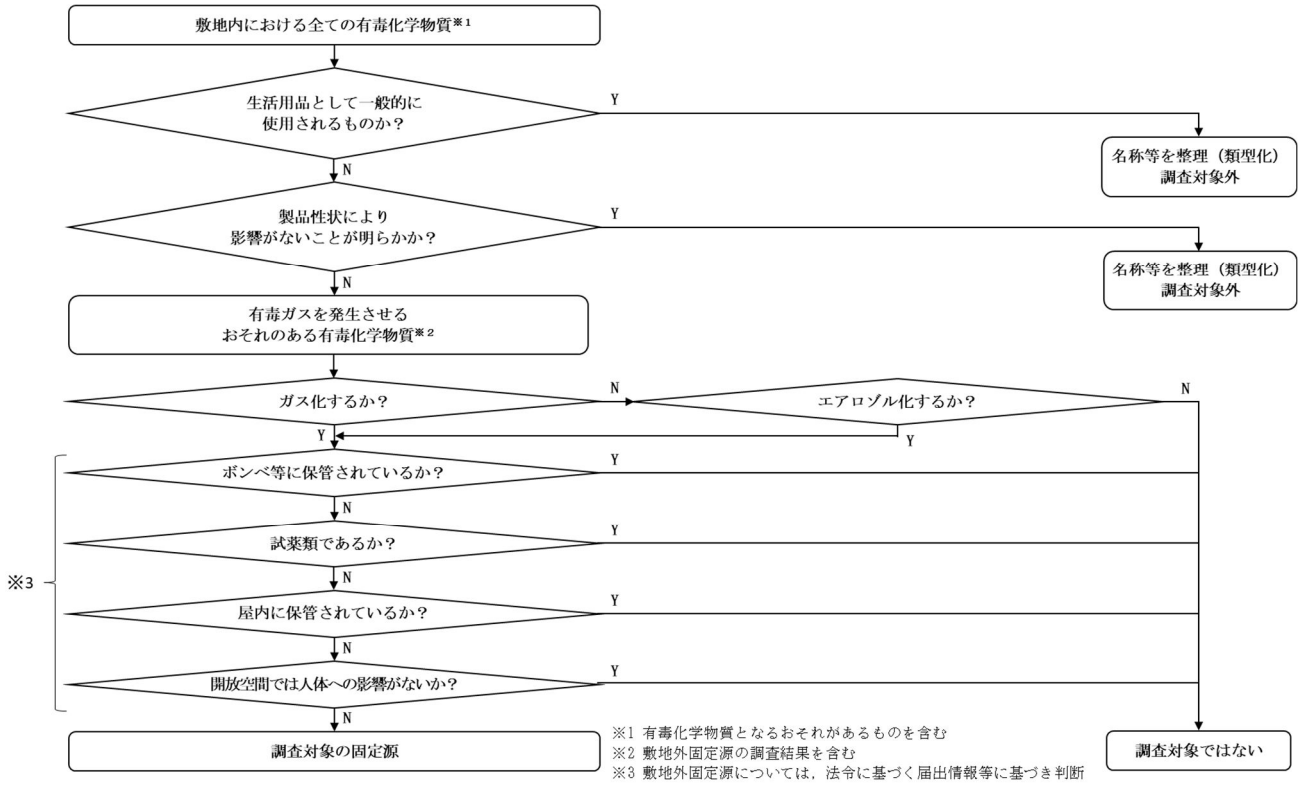 敷地内における全ての有毒化学物質※1
生活用品として一般的に
使用されるものか？
Y
名称等を整理（類型化）
調査対象外
N
製品性状により
影響がないことが明らかか？
Y
名称等を整理（類型化）
調査対象外
N
有毒ガスを発生させる
おそれのある有毒化学物質※2
ガス化するか？
N
エアロゾル化するか？
N
Y
Y
ボンベ等に保管されているか？
Y
N
試薬類であるか？
Y
N
※3
屋内に保管されているか？
Y
N
開放空間では人体への影響がないか？
Y
N
調査対象の固定源
調査対象ではない
※1 有毒化学物質となるおそれがあるものを含む
※2 敷地外固定源の調査結果を含む
※3 敷地外固定源については，法令に基づく届出情報等に基づき判断